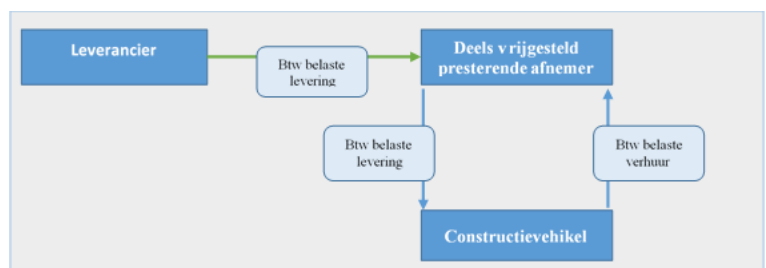 Leverancier
Btw belaste
levering
Deels vrijgesteld
presterende afnemer
Btw belaste
levering
Btw belaste
verhuur
Constructievehikel